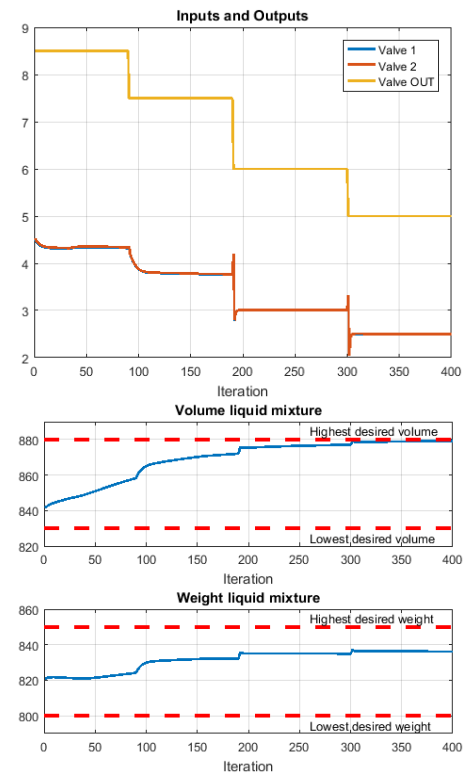 Inputs and Outputs
9
8
7
6
5
4
3
2
Valve 1
Valve 2
Valve OUT
0 50 100 150 200 250 300 350 400
Iteration
Volume liquid mixture
880
860
840
820
Highest desired volume
Lowest desired volume
0 50 100 150 200 250 300 350 400
Iteration
Weight liquid mixture
860
840
820
800
Highest desired weight
Lowest desired weight
0 50 100 150 200 250 300 350 400
Iteration